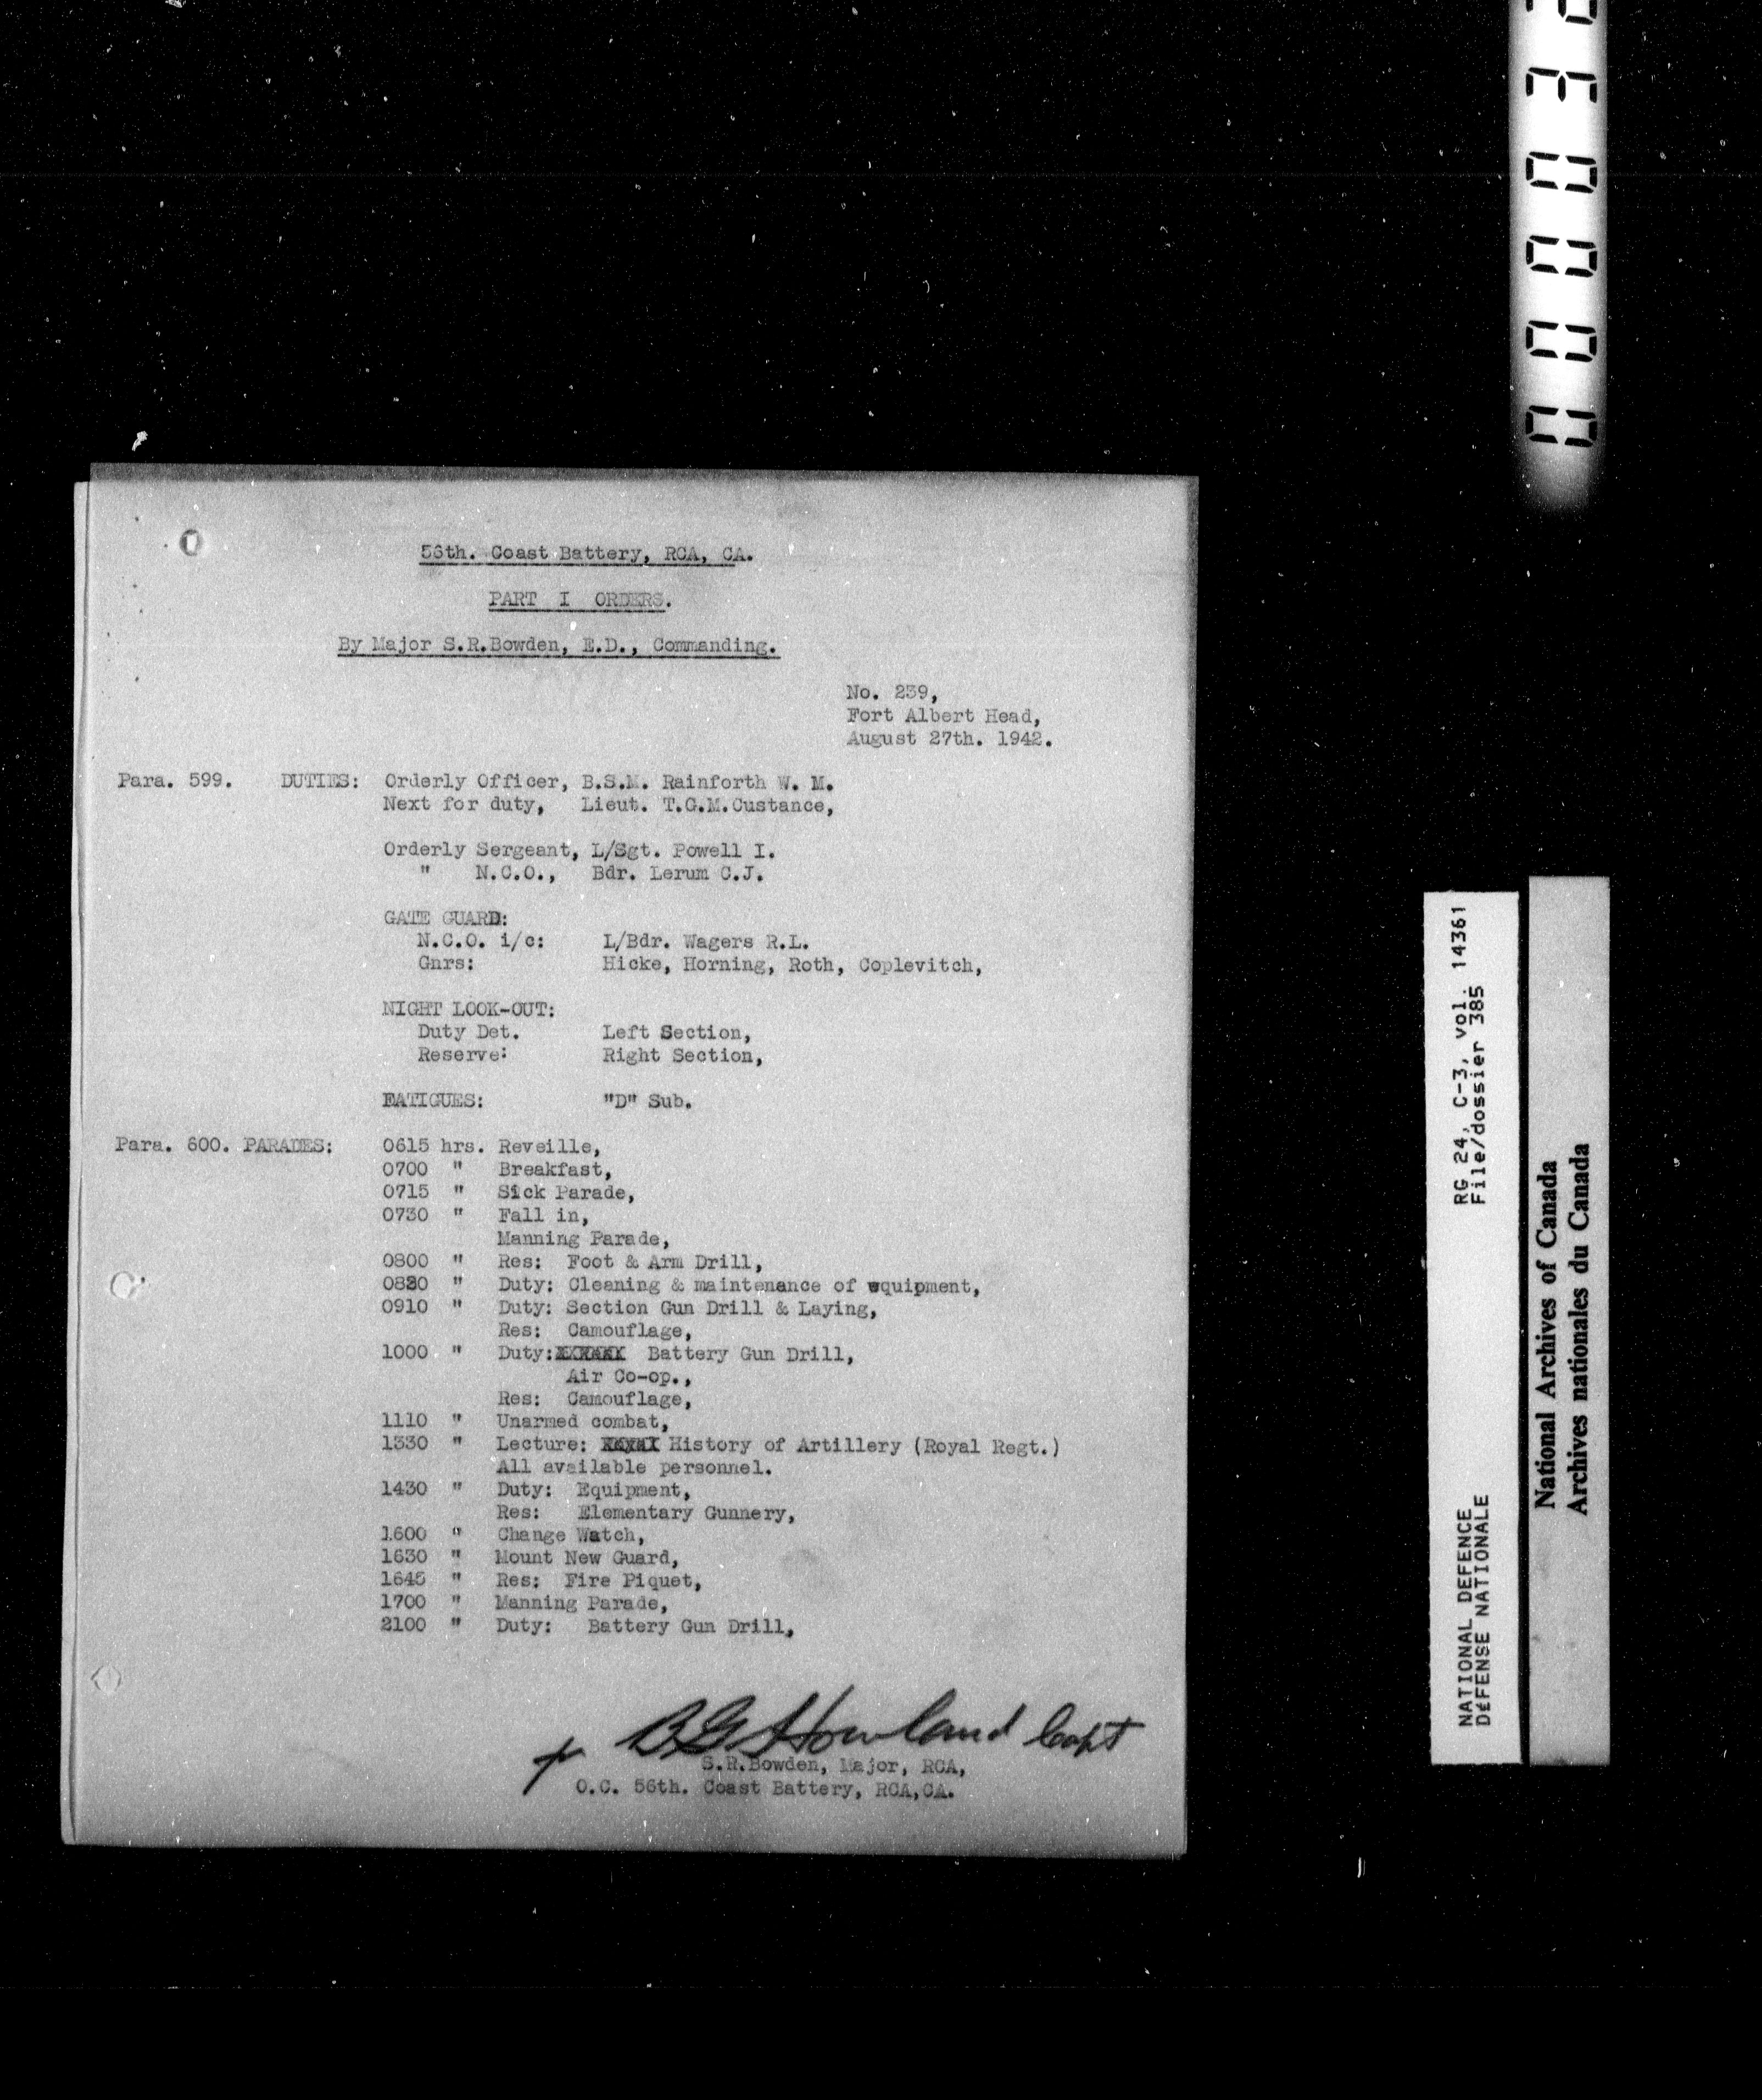 56th. Coast Battery, RCA, CA.
PART I ORDERS.
By Major S.R.Bowden, E.D., Commanding.
No. 239,
Fort Albert Head,
August 27th. 1942.
Para. 599. DUTIES: Orderly Officer, B.S.M. Rainforth W. M.
Next for duty, Lieut. T.G.M.Custance,
Orderly Sergeant, L/Sgt. Powell I.
" N.C.O., Bdr. Lerum C.J.
GATE GUARD:
N.C.O. i/c: L/Bdr. Wagers R.L.
Gnrs: Hicke, Horning, Roth, Coplevitch,
NIGHT LOOK-OUT:
Duty Det. Left Section,
Reserve: Right Section,
FATIGUES: "D" Sub.
Para. 600. PARADES: 0615 hrs. Reveille,
0700 " Breakfast,
0715 " Sick Parade,
0730 " Fall in,
Manning Parade,
0800 " Res: Foot & Arm Drill,
0820 " Duty: Cleaning & maintenance of equipment,
0910 " Duty: Section Gun Drill & Laying,
Res: Camouflage,
1000 " Duty: Battery Gun Drill,
Air Co-op.,
Res: Camouflage,
1110 " Unarmed combat,
1330 " Lecture: History of Artillery (Royal Regt.)
All available personnel.
1430 " Duty: Equipment,
Res: Elementary Gunnery,
1600 " Change Watch,
1630 " Mount New Guard,
1645 " Res: Fire Piquet,
1700 " Manning Parade,
2100 " Duty: Battery Gun Drill,
BG Howland Capt
S.R.Bowden, Major, RCA,
O.C. 56th. Coast Battery, RCA,CA.
NATIONAL DEFENCE RG 24, C-3, vol. 14361
DéFENSE NATIONALE File/dossier 385
National Archives of Canada
Archives nationales du Canada